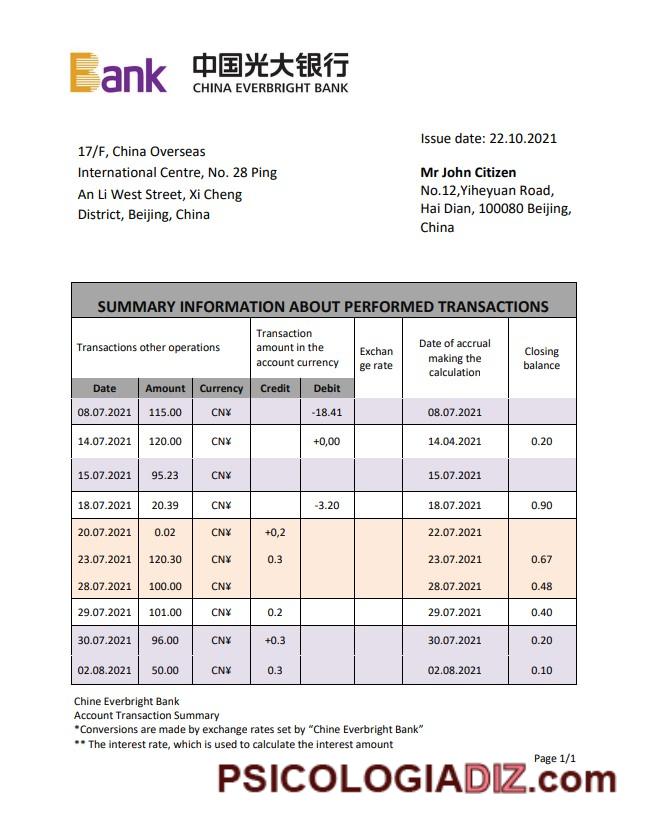 Bank 中国光大银行
CHINA EVERBRIGHT BANK
Issue date: 22.10.2021
17/F, China Overseas
International Centre, No. 28 Ping
An Li West Street, Xi Cheng
District, Beijing, China
Mr John Citizen
No.12,Yiheyuan Road,
Hai Dian, 100080 Beijing,
China
SUMMARY INFORMATION ABOUT PERFORMED TRANSACTIONS
Transactions other operations
Transaction
amount in the
account currency
Exchan
ge rate
Date of accrual
making the
calculation
Closing
balance
Date Amount Currency Credit Debit
08.07.2021 115.00 CN¥ -18.41 08.07.2021
14.07.2021 120.00 CN¥ +0,00 14.04.2021 0.20
15.07.2021 95.23 CN¥ 15.07.2021
18.07.2021 20.39 CN¥ -3.20 18.07.2021 0.90
20.07.2021 0.02 CN¥ +0,2 22.07.2021
23.07.2021 120.30 CN¥ 0.3 23.07.2021 0.67
28.07.2021 100.00 CN¥ 28.07.2021 0.48
29.07.2021 101.00 CN¥ 0.2 29.07.2021 0.40
30.07.2021 96.00 CN¥ +0.3 30.07.2021 0.20
02.08.2021 50.00 CN¥ 0.3 02.08.2021 0.10
Chine Everbright Bank
Account Transaction Summary
*Conversions are made by exchange rates set by “Chine Everbright Bank”
** The interest rate, which is used to calculate the interest amount
Page 1/1
PSICOLOGIADIZ.com